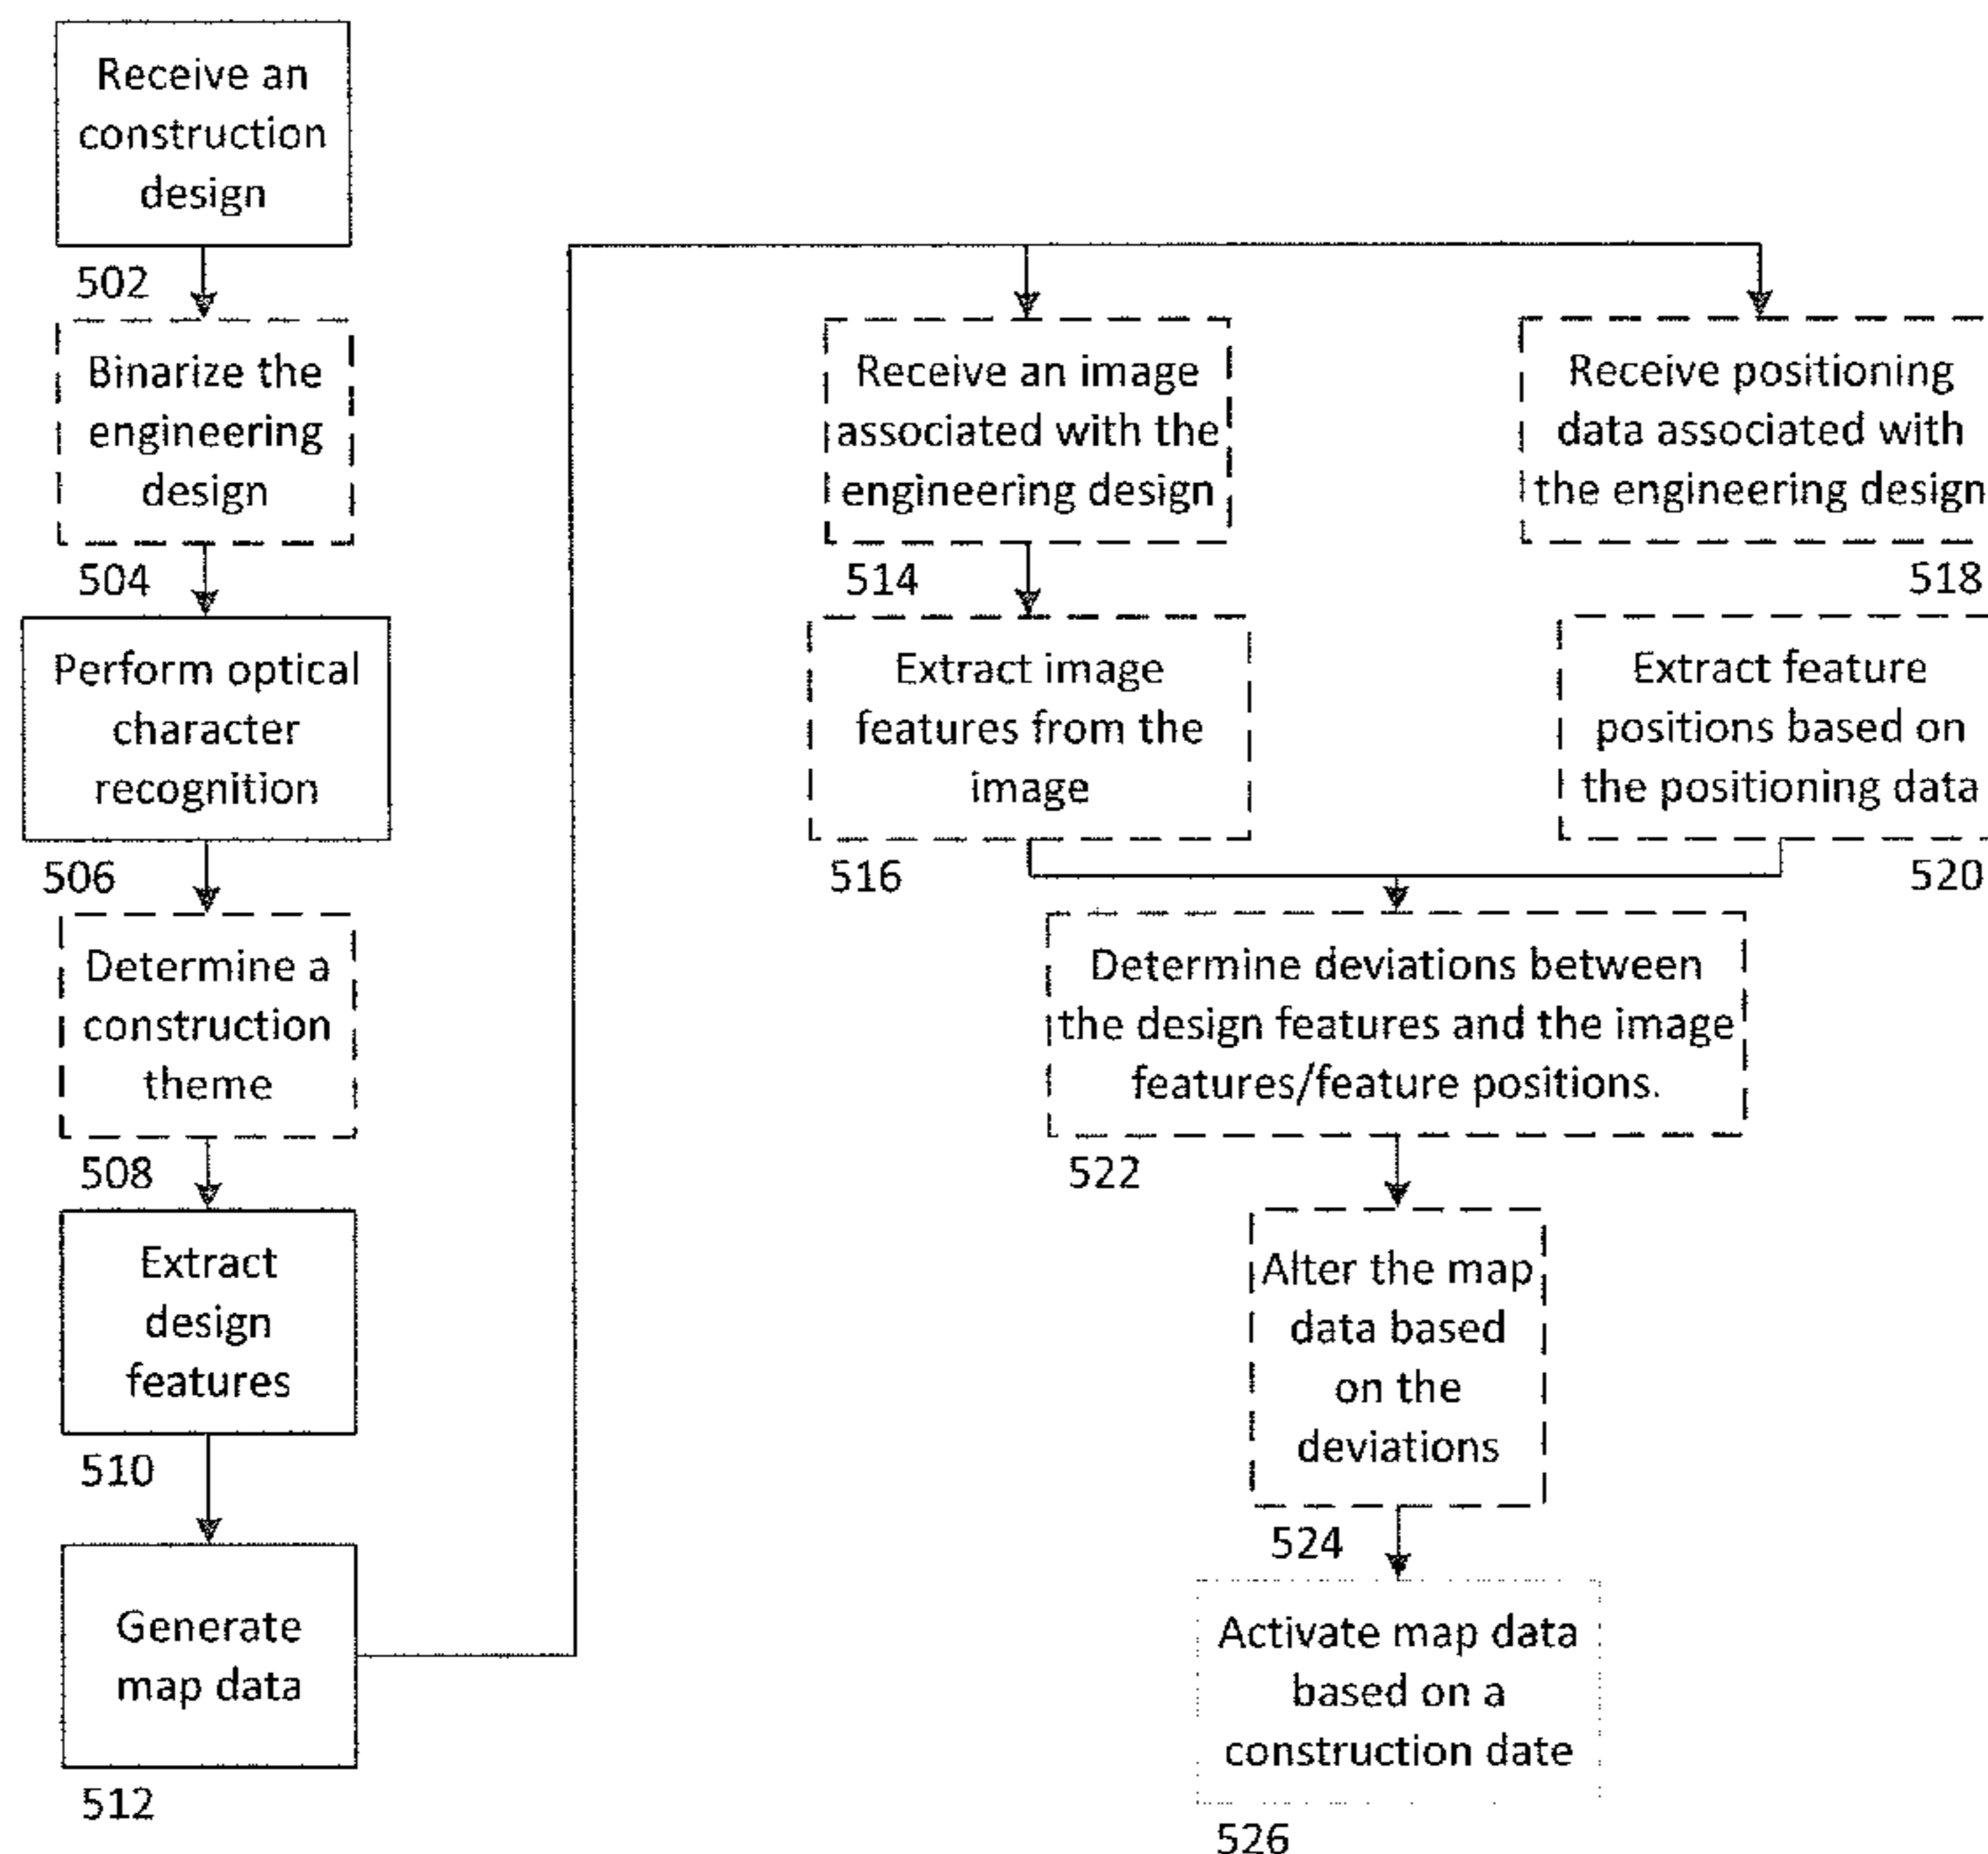 Receive an
construction
design
502
Binarize the
engineering
design
504
Perform optical
character
recognition
506
Determine a
construction
theme
508
Extract
design
features
510
Generate
map data
512
Receive an image
associated with the
engineering design
514
Extract image
features from the
image
516
Receive positioning
data associated with
the engineering design
518
Extract feature
positions based on
the positioning data
520
Determine deviations between
the design features and the image
features/feature positions.
522
Alter the map
data based
on the
deviations
524
Activate map data
based on a
construction date
526